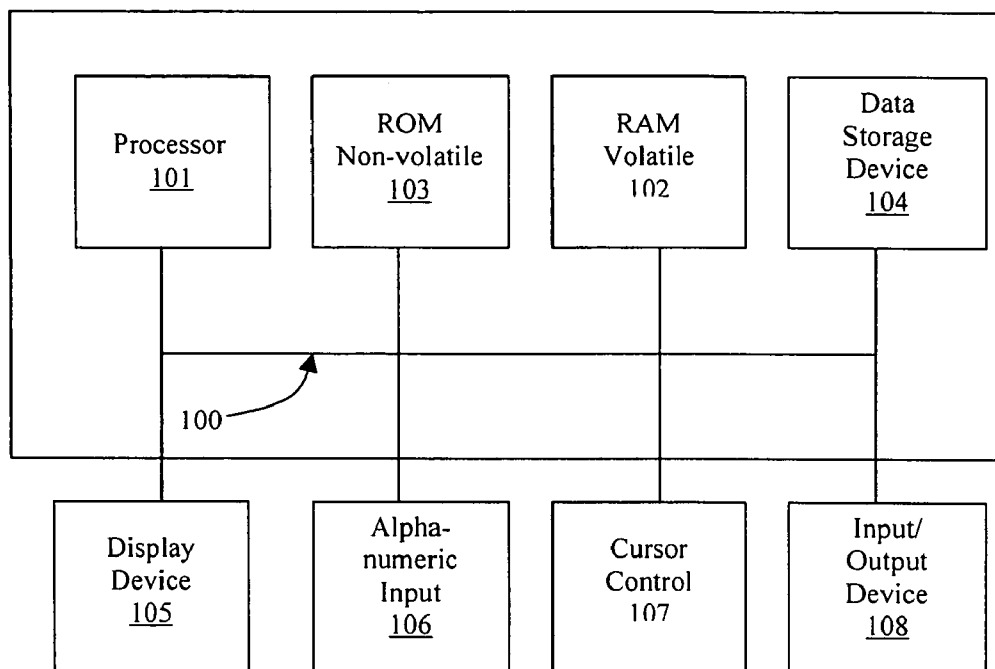 Processor
101
ROM
Non-volatile
103
RAM
Volatile
102
Data
Storage
Device
104
100
Display
Device
105
Alpha-
numeric
Input
106
Cursor
Control
107
Input/
Output
Device
108